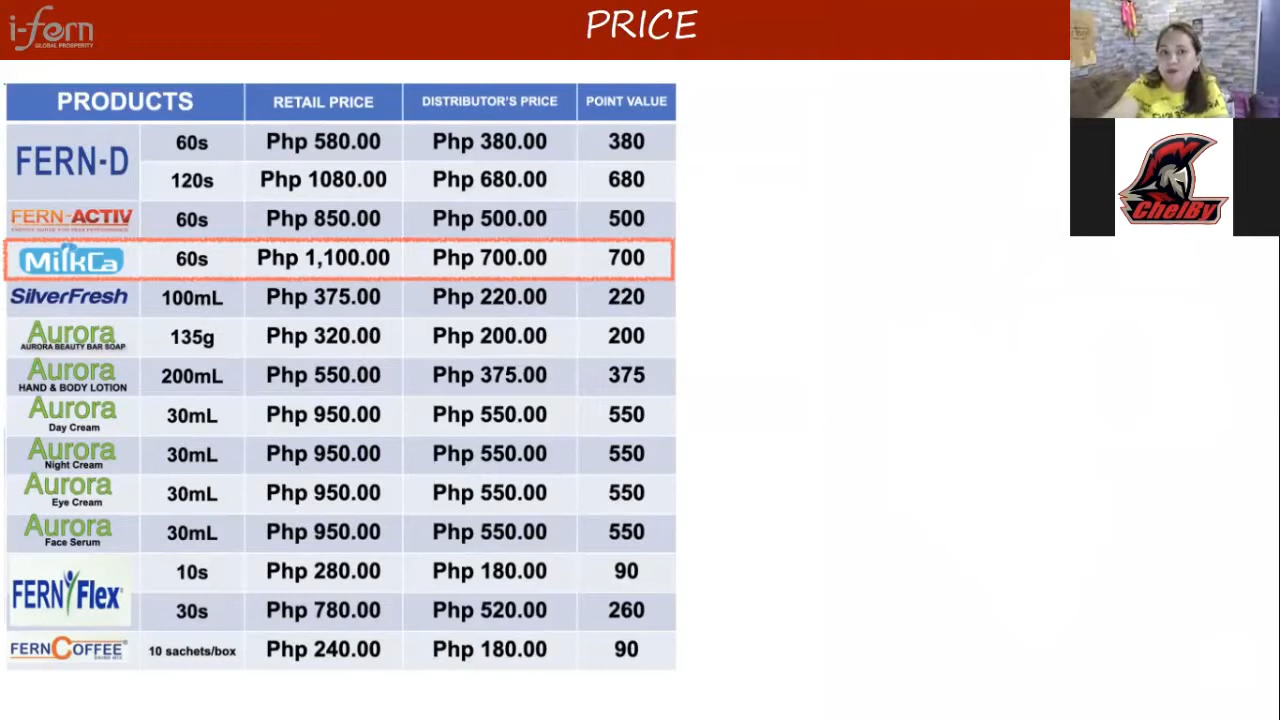 i-fern
GLOBAL PROSPERITY
PRICE
PRODUCTS RETAIL PRICE DISTRIBUTOR'S PRICE POINT VALUE
FERN-D
60s Php 580.00 Php 380.00 380
120s Php 1080.00 Php 680.00 680
FERN-ACTIV 60s Php 850.00 Php 500.00 500
MilkCa 60s Php 1,100.00 Php 700.00 700
SilverFresh 100mL Php 375.00 Php 220.00 220
Aurora
AURORA BEAUTY BAR SOAP 135g Php 320.00 Php 200.00 200
Aurora
HAND & BODY LOTION 200mL Php 550.00 Php 375.00 375
Aurora
Day Cream 30mL Php 950.00 Php 550.00 550
Aurora
Night Cream 30mL Php 950.00 Php 550.00 550
Aurora
Eye Cream 30mL Php 950.00 Php 550.00 550
Aurora
Face Serum 30mL Php 950.00 Php 550.00 550
FERN Flex
10s Php 280.00 Php 180.00 90
30s Php 780.00 Php 520.00 260
FERNCOFFEE 10 sachets/box Php 240.00 Php 180.00 90
ChelBy